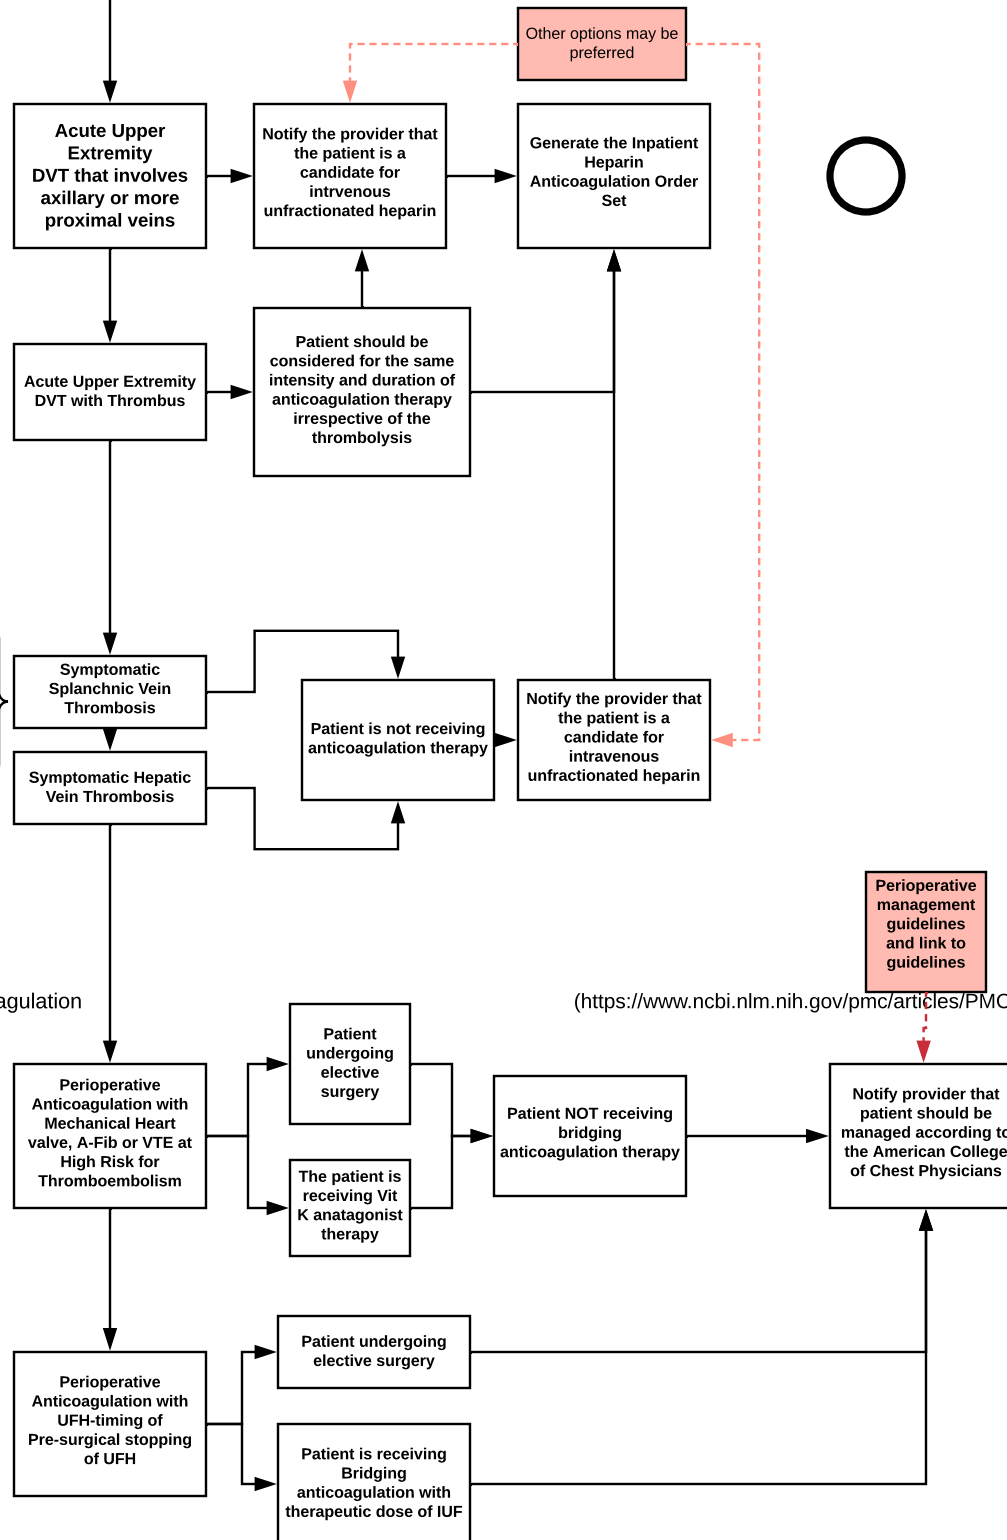 Other options may be
preferred
Acute Upper
Extremity
DVT that involves
axillary or more
proximal veins
Notify the provider that
the patient is a
candidate for
intrvenous
unfractionated heparin
Generate the Inpatient
Heparin
Anticoagulation Order
Set
Acute Upper Extremity
DVT with Thrombus
Patient should be
considered for the same
intensity and duration of
anticoagulation therapy
irrespective of the
thrombolysis
Symptomatic
Splanchnic Vein
Thrombosis
Symptomatic Hepatic
Vein Thrombosis
Patient is not receiving
anticoagulation therapy
Notify the provider that
the patient is a
candidate for
intravenous
unfractionated heparin
Perioperative
management
guidelines
and link to
guidelines
agulation
(https://www.ncbi.nlm.nih.gov/pmc/articles/PMC
Perioperative
Anticoagulation with
Mechanical Heart
valve, A-Fib or VTE at
High Risk for
Thromboembolism
Patient
undergoing
elective
surgery
The patient is
receiving Vit
K anatagonist
therapy
Patient NOT receiving
bridging
anticoagulation therapy
Notify provider that
patient should be
managed according to
the American College
of Chest Physicians
Perioperative
Anticoagulation with
UFH-timing of
Pre-surgical stopping
of UFH
Patient undergoing
elective surgery
Patient is receiving
Bridging
anticoagulation with
therapeutic dose of IUF